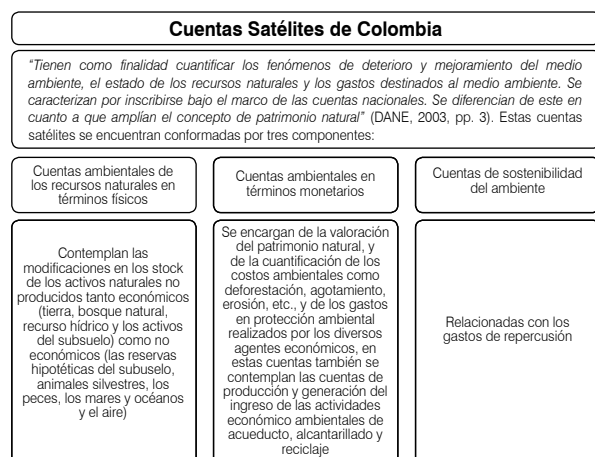 Cuentas Satélites de Colombia
"Tienen como finalidad cuantificar los fenómenos de deterioro y mejoramiento del medio
ambiente, el estado de los recursos naturales y los gastos destinados al medio ambiente. Se
caracterizan por inscribirse bajo el marco de las cuentas nacionales. Se diferencian de este en
cuanto a que amplían el concepto de patrimonio natural" (DANE, 2003, pp. 3). Estas cuentas
satélites se encuentran conformadas por tres componentes:
Cuentas ambientales de
los recursos naturales en
términos físicos
Cuentas ambientales en
términos monetarios
Cuentas de sostenibilidad
del ambiente
Contemplan las
modificaciones en los stock
de los activos naturales no
producidos tanto económicos
(tierra, bosque natural,
recurso hídrico y los activos
del subsuelo) como no
económicos (las reservas
hipotéticas del subuselo,
animales silvestres, los
peces, los mares y océanos
y el aire)
Se encargan de la valoración
del patrimonio natural, y
de la cuantificación de los
costos ambientales como
deforestación, agotamiento,
erosión, etc., y de los gastos
en protección ambiental
realizados por los diversos
agentes económicos, en
estas cuentas también se
contemplan las cuentas de
producción y generación del
ingreso de las actividades
económico ambientales de
acueducto, alcantarillado y
reciclaje
Relacionadas con los
gastos de repercusión